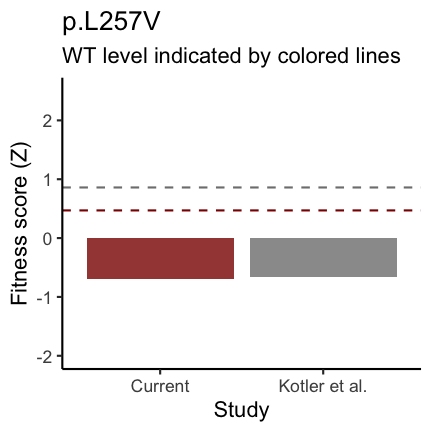 p.L257V
WT level indicated by colored lines
Fitness score (Z)
2
1
0
-1
-2
Current
Kotler et al.
Study